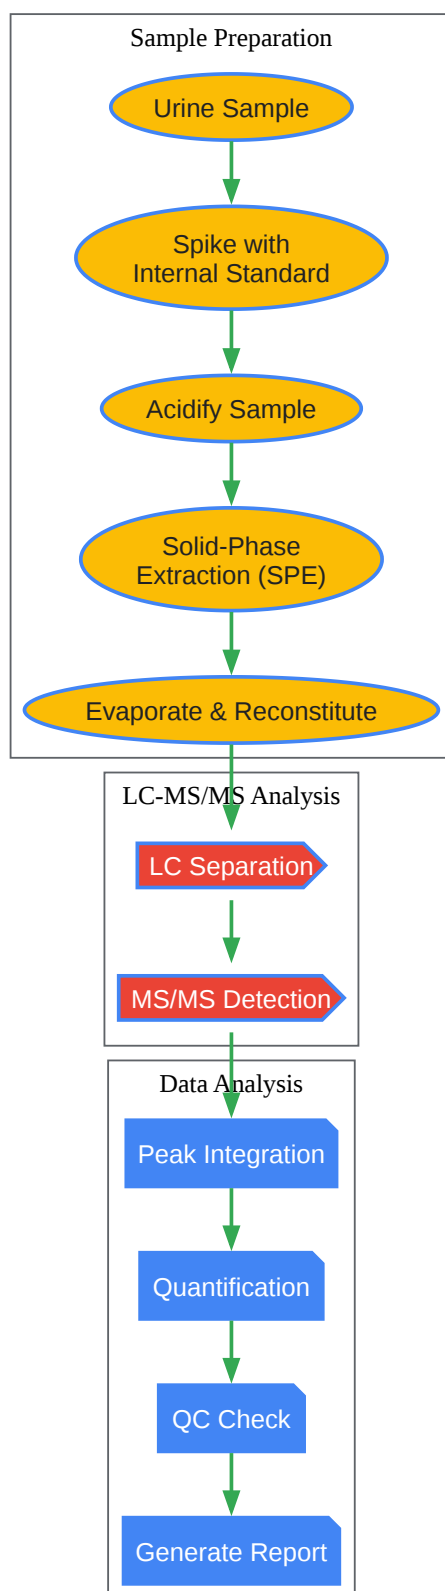 Sample Preparation
Urine Sample
Spike with
Internal Standard
Acidify Sample
Solid-Phase
Extraction (SPE)
Evaporate & Reconstitute
LC-MS/MS Analysis
LC Separation
MS/MS Detection
Data Analysis
Peak Integration
Quantification
QC Check
Generate Report